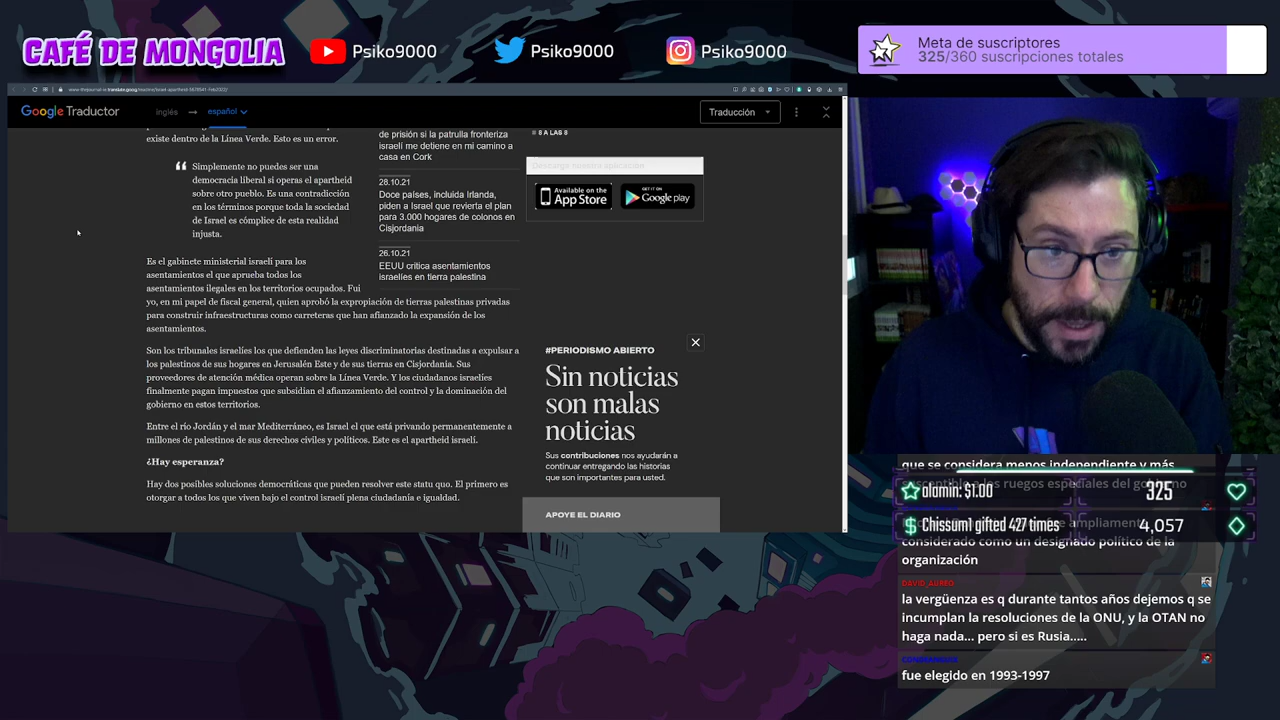 CAFÉ DE MONGOLIA
Psiko9000
Psiko9000
Psiko9000
Meta de suscriptores
325/360 suscripciones totales
Google Traductor
inglés
español
Traducción
existe dentro de la Línea Verde. Esto es un error.
Simplemente no puedes ser una
democracia liberal si operas el apartheid
sobre otro pueblo. Es una contradicción
en los términos porque toda la sociedad
de Israel es cómplice de esta realidad
injusta.
Es el gabinete ministerial israelí para los
asentamientos el que aprueba todos los
asentamientos ilegales en los territorios ocupados. Fui
yo, en mi papel de fiscal general, quien aprobó la expropiación de tierras palestinas privadas
para construir infraestructuras como carreteras que han afianzado la expansión de los
asentamientos.
Son los tribunales israelíes los que defienden las leyes discriminatorias destinadas a expulsar a
los palestinos de sus hogares en Jerusalén Este y de sus tierras en Cisjordania. Sus
proveedores de atención médica operan sobre la Línea Verde. Y los ciudadanos israelíes
finalmente pagan impuestos que subsidian el afianzamiento del control y la dominación del
gobierno en estos territorios.
Entre el río Jordán y el mar Mediterráneo, es Israel el que está privando permanentemente a
millones de palestinos de sus derechos civiles y políticos. Este es el apartheid israelí.
¿Hay esperanza?
Hay dos posibles soluciones democráticas que pueden resolver este statu quo. El primero es
otorgar a todos los que viven bajo el control israelí plena ciudadanía e igualdad.
de prisión si la patrulla fronteriza
israelí me detiene en mi camino a
casa en Cork
28.10.21
Doce países, incluida Irlanda,
piden a Israel que revierta el plan
para 3.000 hogares de colonos en
Cisjordania
26.10.21
EEUU critica asentamientos
israelíes en tierra palestina
8 A LAS 8
Available on the
App Store
GET IT ON
Google play
#PERIODISMO ABIERTO
Sin noticias
son malas
noticias
Sus contribuciones nos ayudarán a
continuar entregando las historias
que son importantes para usted.
APOYE EL DIARIO
que se considera menos independiente y más
susceptible a los ruegos especiales del gobierno
alamin: $1.00
325
Chissum1 gifted 427 times
4,057
ampliamente
considerado como un designado político de la
organización
DAVID_AURED
la vergüenza es q durante tantos años dejemos q se
incumplan la resoluciones de la ONU, y la OTAN no
haga nada... pero si es Rusia.....
fue elegido en 1993-1997